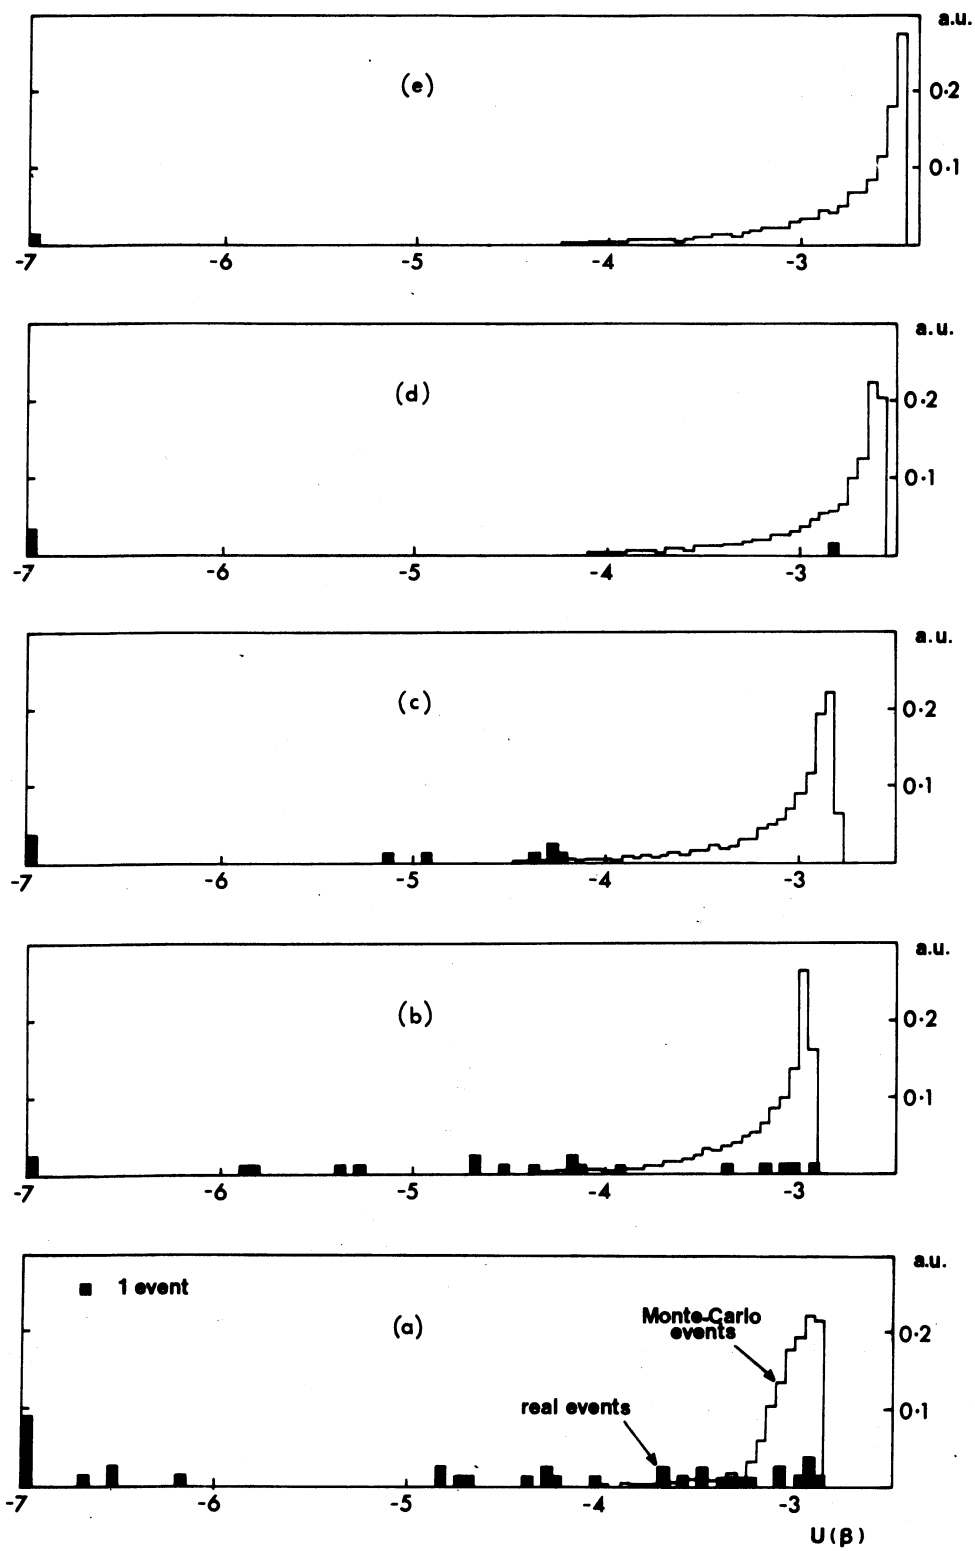 a.u.
(e)
0·2
0·1
-7 -6 -5 -4 -3
a.u.
(d)
0·2
0·1
-7 -6 -5 -4 -3
a.u.
(c)
0·2
0·1
-7 -6 -5 -4 -3
a.u.
(b)
0·2
0·1
-7 -6 -5 -4 -3
a.u.
1 event
(a)
Monte-Carlo
events
0·2
real events
0·1
-7 -6 -5 -4 -3
U(β)